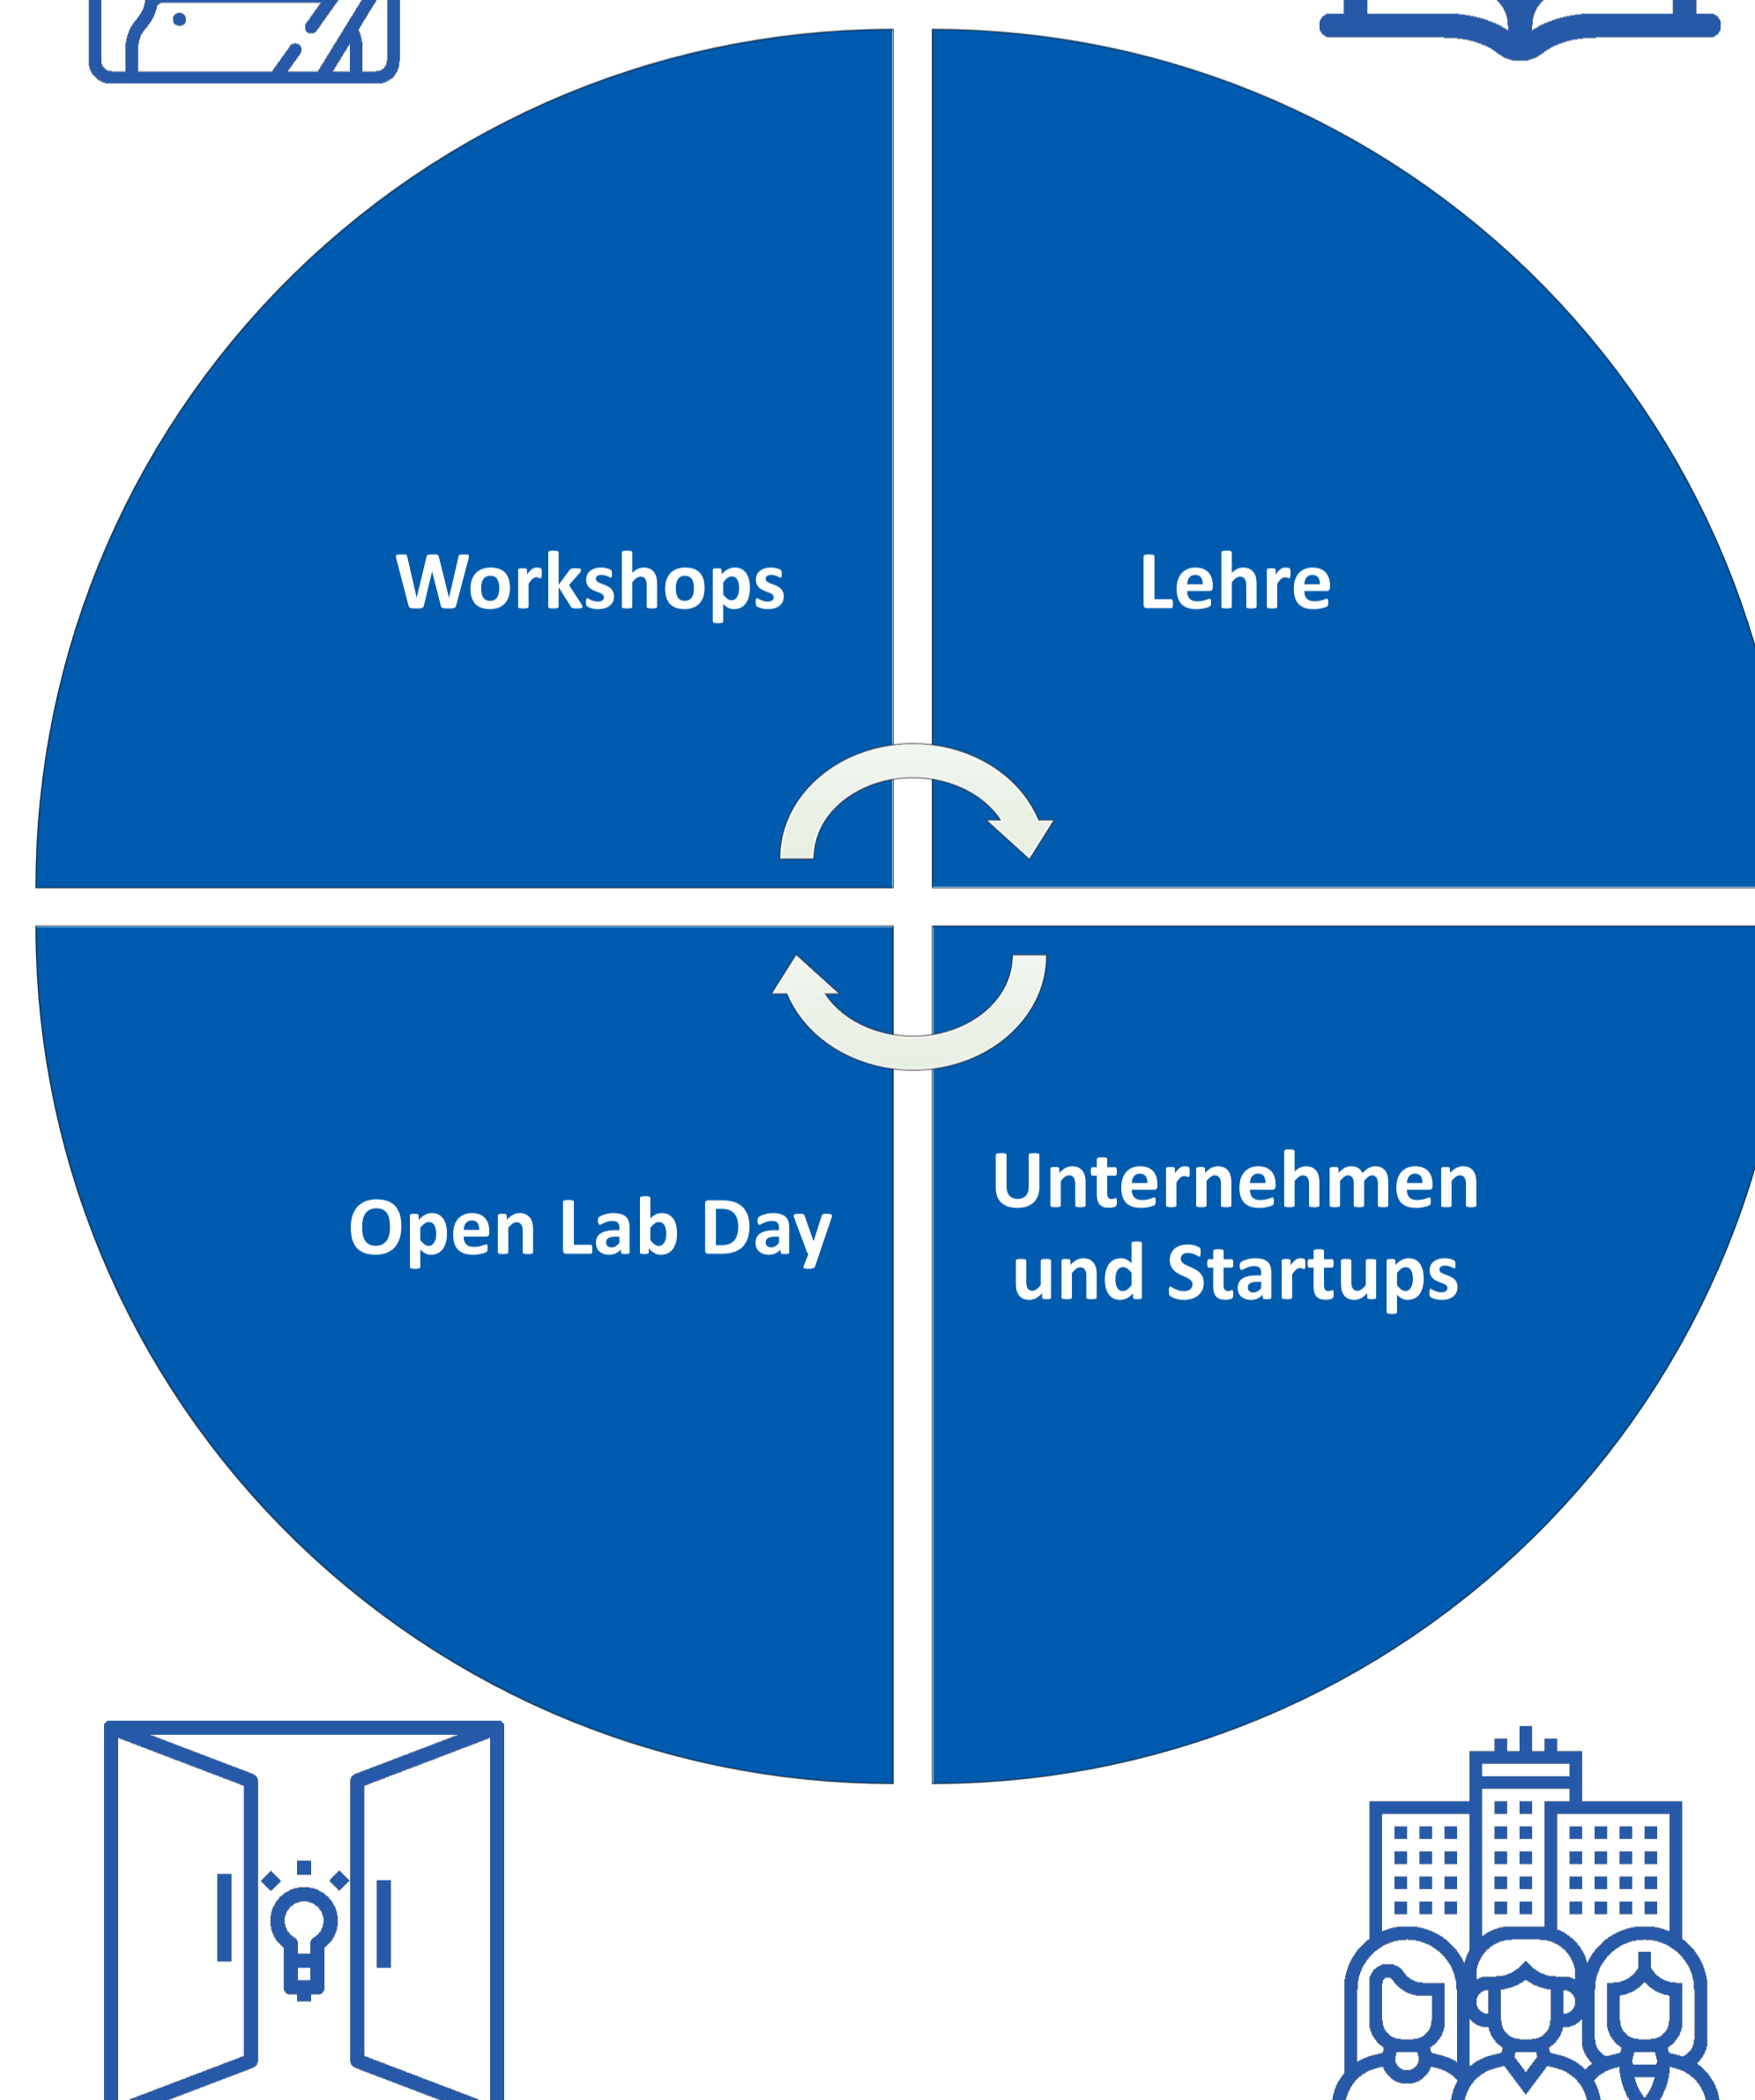 Workshops
Lehre
Open Lab Day
Unternehmen
und Startups